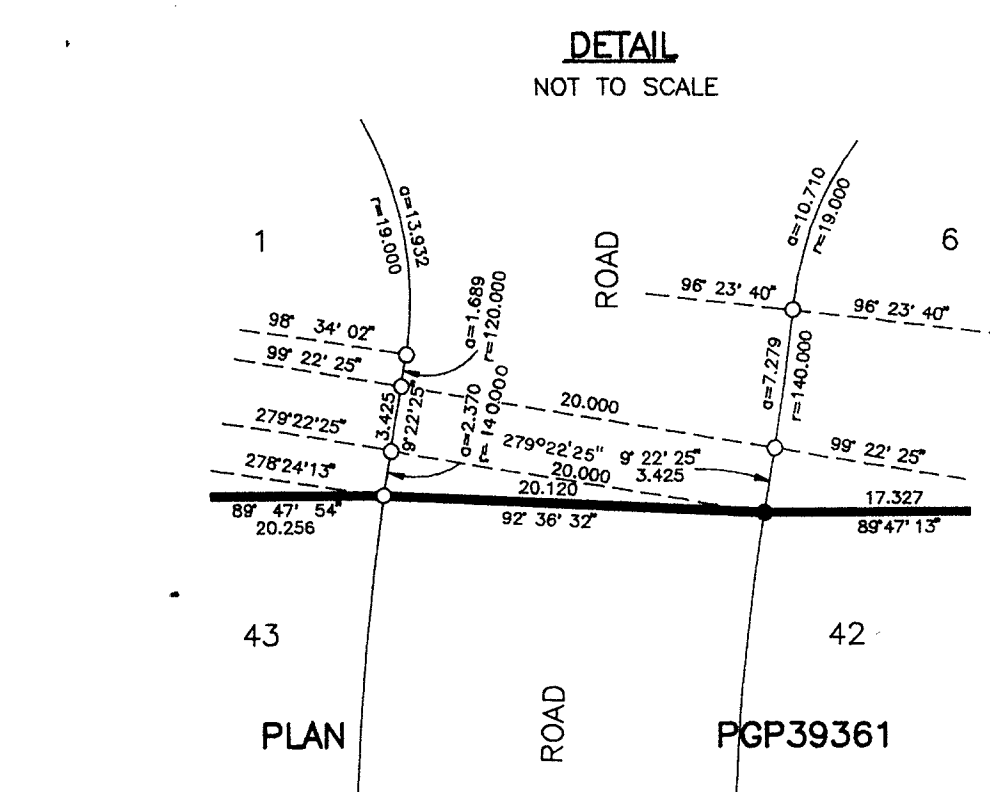 DETAIL
NOT TO SCALE
a=13.932
r=19.000
a=10.710
r=19.000
1
ROAD
6
96° 23' 40"
96° 23' 40"
a=1.689
r=120.000
98° 34' 02"
99° 22' 25"
a=7.279
r=140.000
3.425
9°22'25"
a=2.370
r=140.000
20.000
279°22'25"
279°22'25"
9° 22' 25"
3.425
99° 22' 25"
278°24'13"
20.000
20.120
17.327
89° 47' 54"
20.256
92° 36' 32"
89°47'13"
43
42
ROAD
PLAN
PGP39361